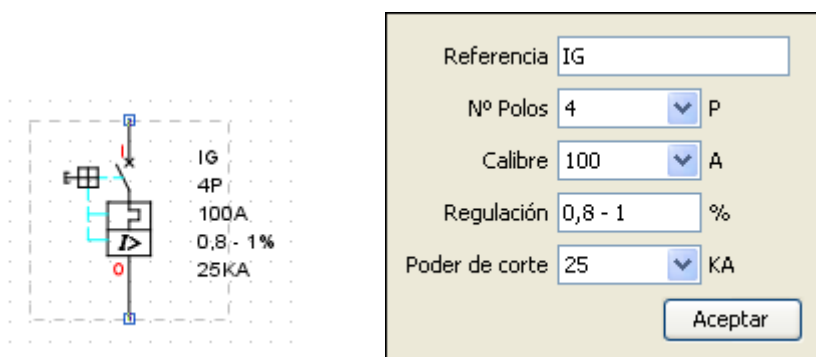 I
IG
4P
100A
I>
0,8 - 1%
O
25KA
Referencia IG
Nº Polos 4 P
Calibre 100 A
Regulación 0,8 - 1 %
Poder de corte 25 KA
Aceptar